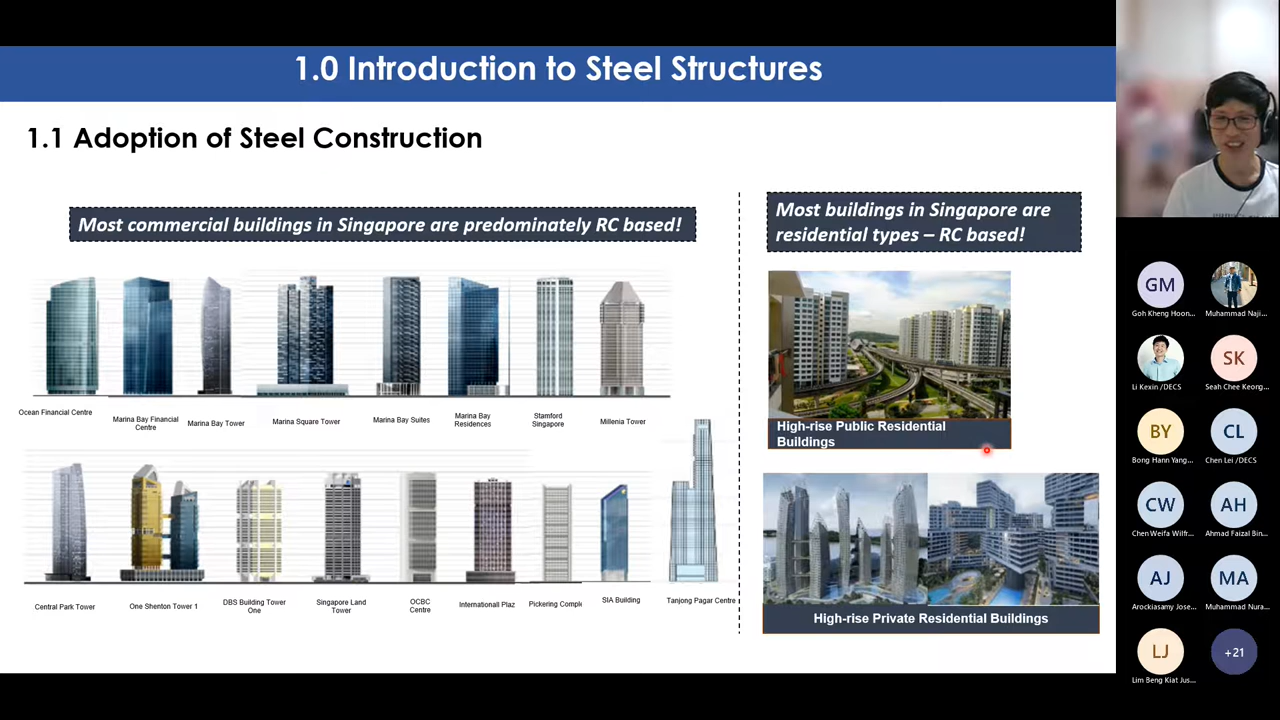 1.0 Introduction to Steel Structures
1.1 Adoption of Steel Construction
Most commercial buildings in Singapore are predominately RC based!
Ocean Financial Centre
Marina Bay Financial
Centre
Marina Bay Tower
Marina Square Tower
Marina Bay Suites
Marina Bay
Residences
Stamford
Singapore
Millenia Tower
Central Park Tower
One Shenton Tower 1
DBS Building Tower
One
Singapore Land
Tower
OCBC
Centre
Internationall Plaz
Pickering Compl
SIA Building
Tanjong Pagar Centre
Most buildings in Singapore are
residential types – RC based!
High-rise Public Residential
Buildings
High-rise Private Residential Buildings
GM
Goh Kheng Hoon...
Muhammad Naji...
Li Kexin /DECS
SK
Seah Chee Keong...
BY
Bong Hann Yang...
CL
Chen Lei /DECS
CW
Chen Weifa Wilfr...
AH
Ahmad Faizal Bin...
AJ
Arockiasamy Jose...
MA
Muhammad Nura...
LJ
Lim Beng Kiat Jus...
+21